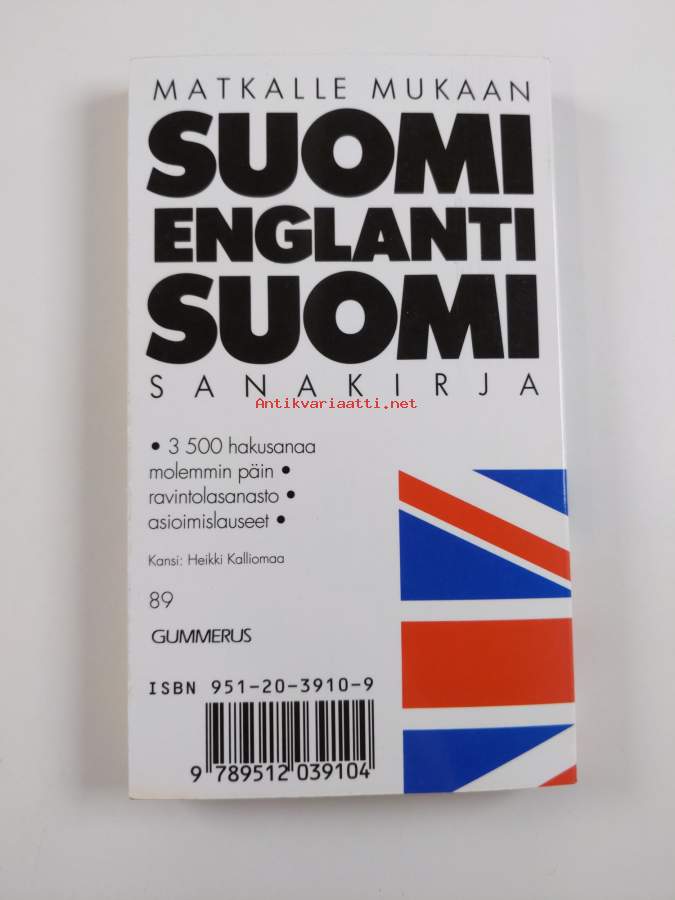 MATKALLE MUKAAN
SUOMI
ENGLANTI
SUOMI
SANAKIRJA
Antikvariaatti.net
• 3 500 hakusanaa
molemmin päin •
ravintolasanasto •
asioimislauseet •
Kansi: Heikki Kalliomaa
89
GUMMERUS
ISBN 951-20-3910-9
9 789512 039104